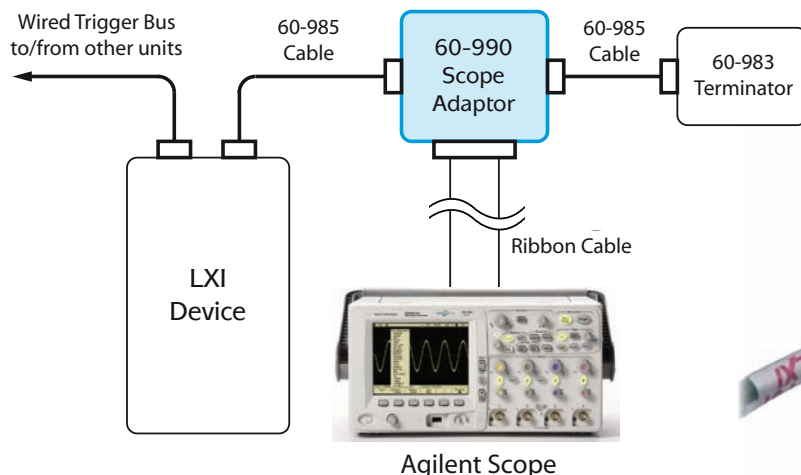 Wired Trigger Bus
to/from other units
60-985
Cable
60-990
Scope
Adaptor
60-985
Cable
60-983
Terminator
Ribbon Cable
LXI
Device
Agilent Scope